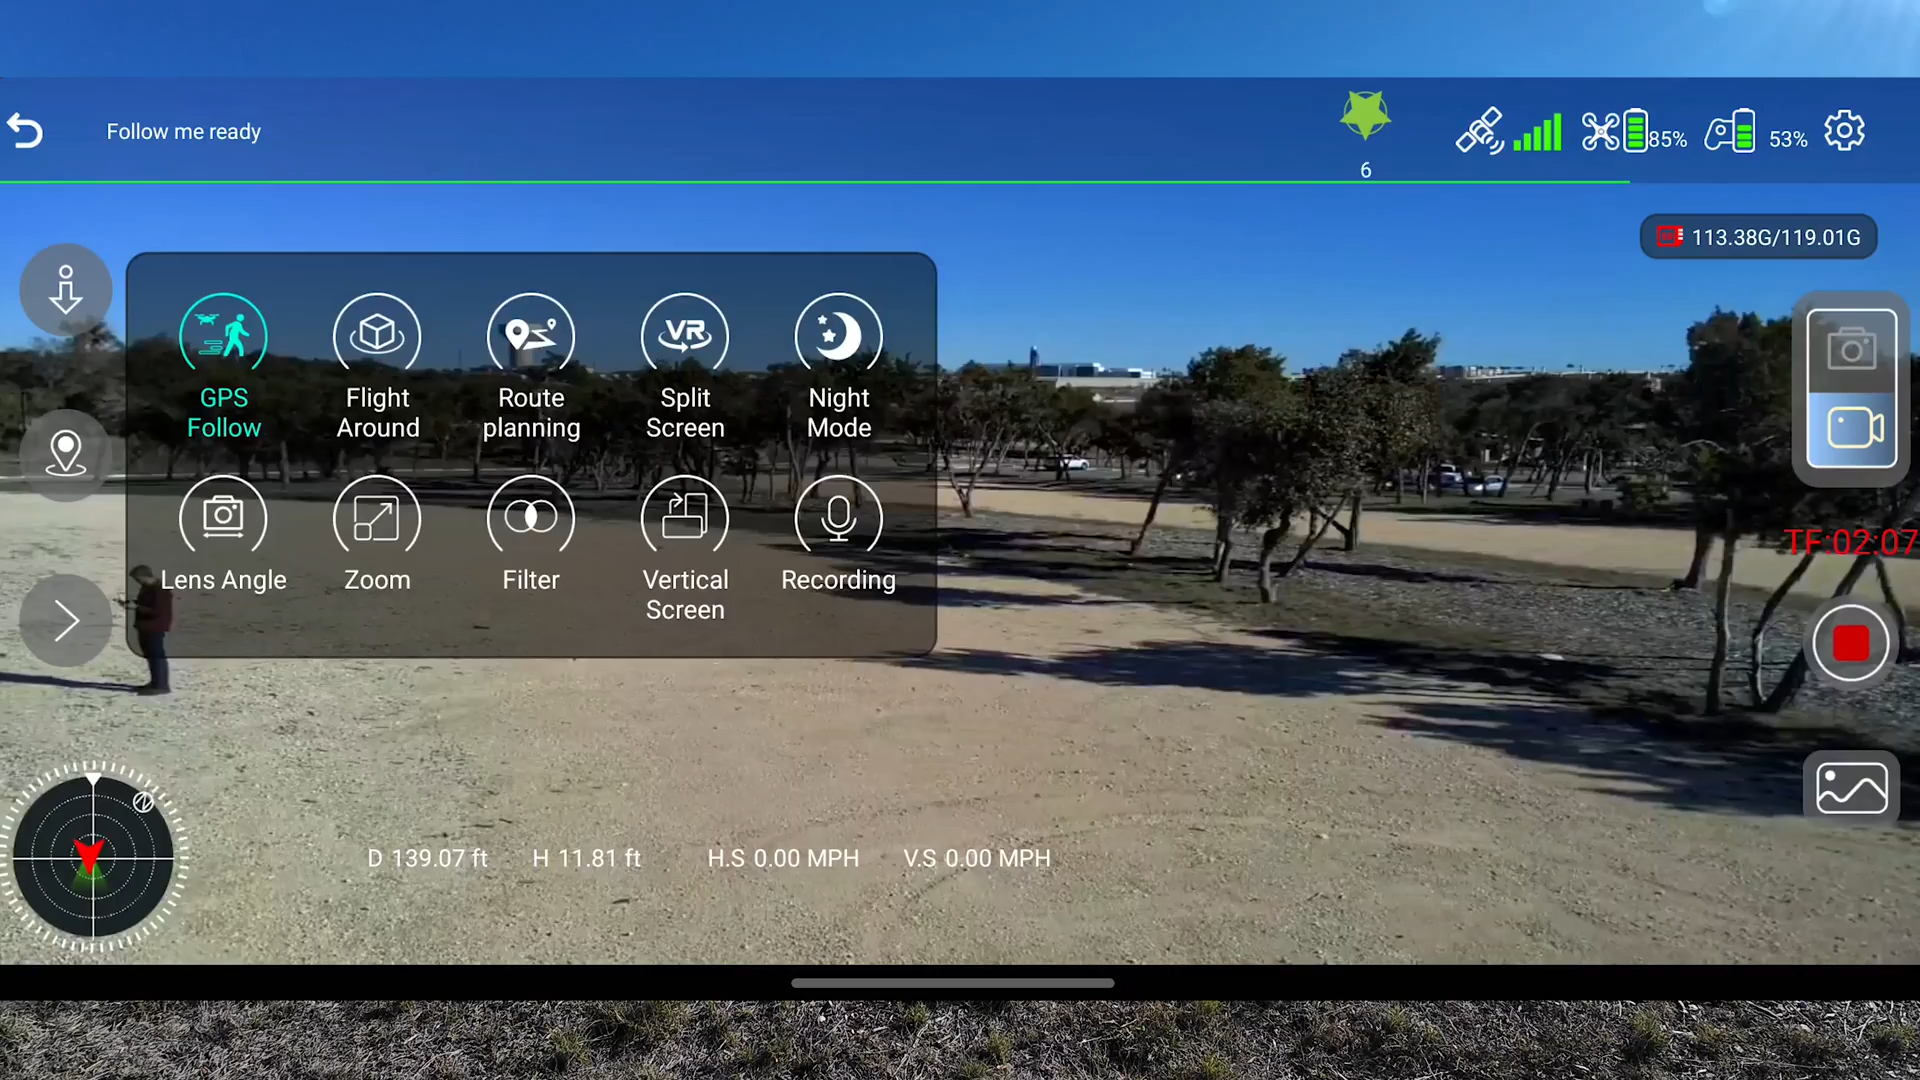 Follow me ready
6
85%
53%
113.38G/119.01G
GPS
Follow
Flight
Around
Route
planning
VR
Split
Screen
Night
Mode
Lens Angle
Zoom
Filter
Vertical
Screen
Recording
TF:02:07
D 139.07 ft H 11.81 ft H.S 0.00 MPH V.S 0.00 MPH